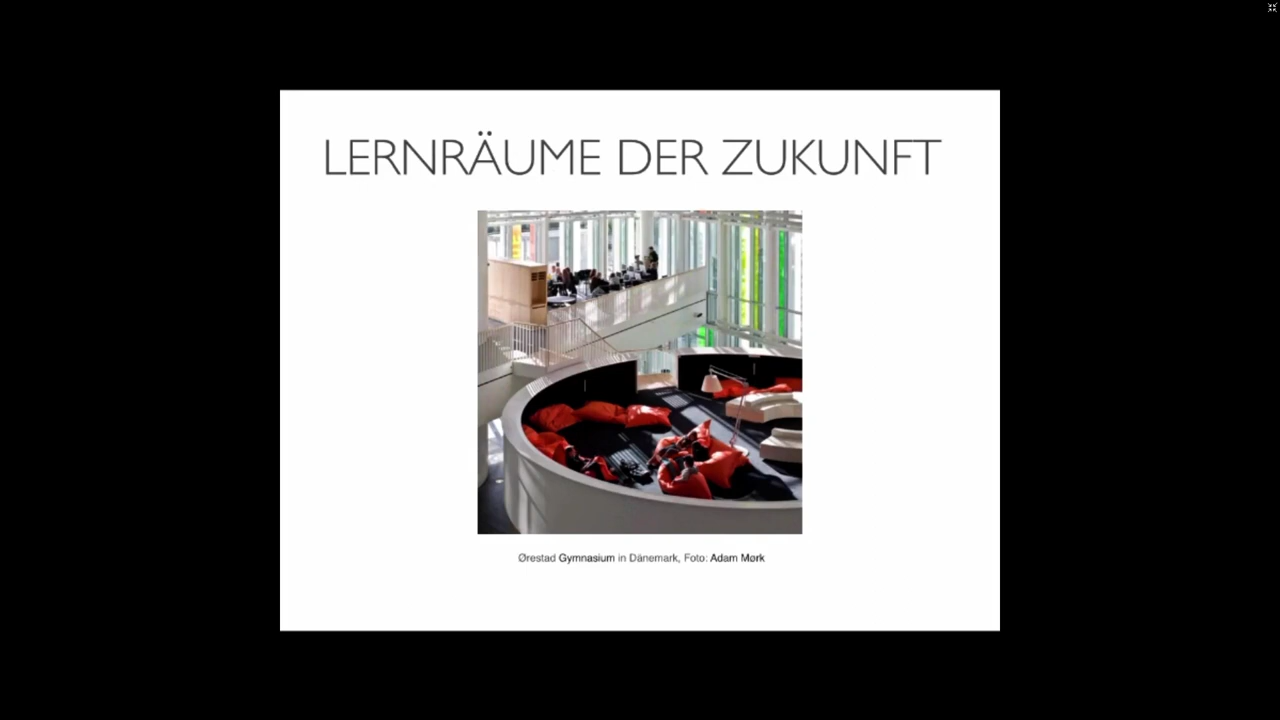 LERNRÄUME DER ZUKUNFT
Ørestad Gymnasium in Dänemark, Foto: Adam Mørk